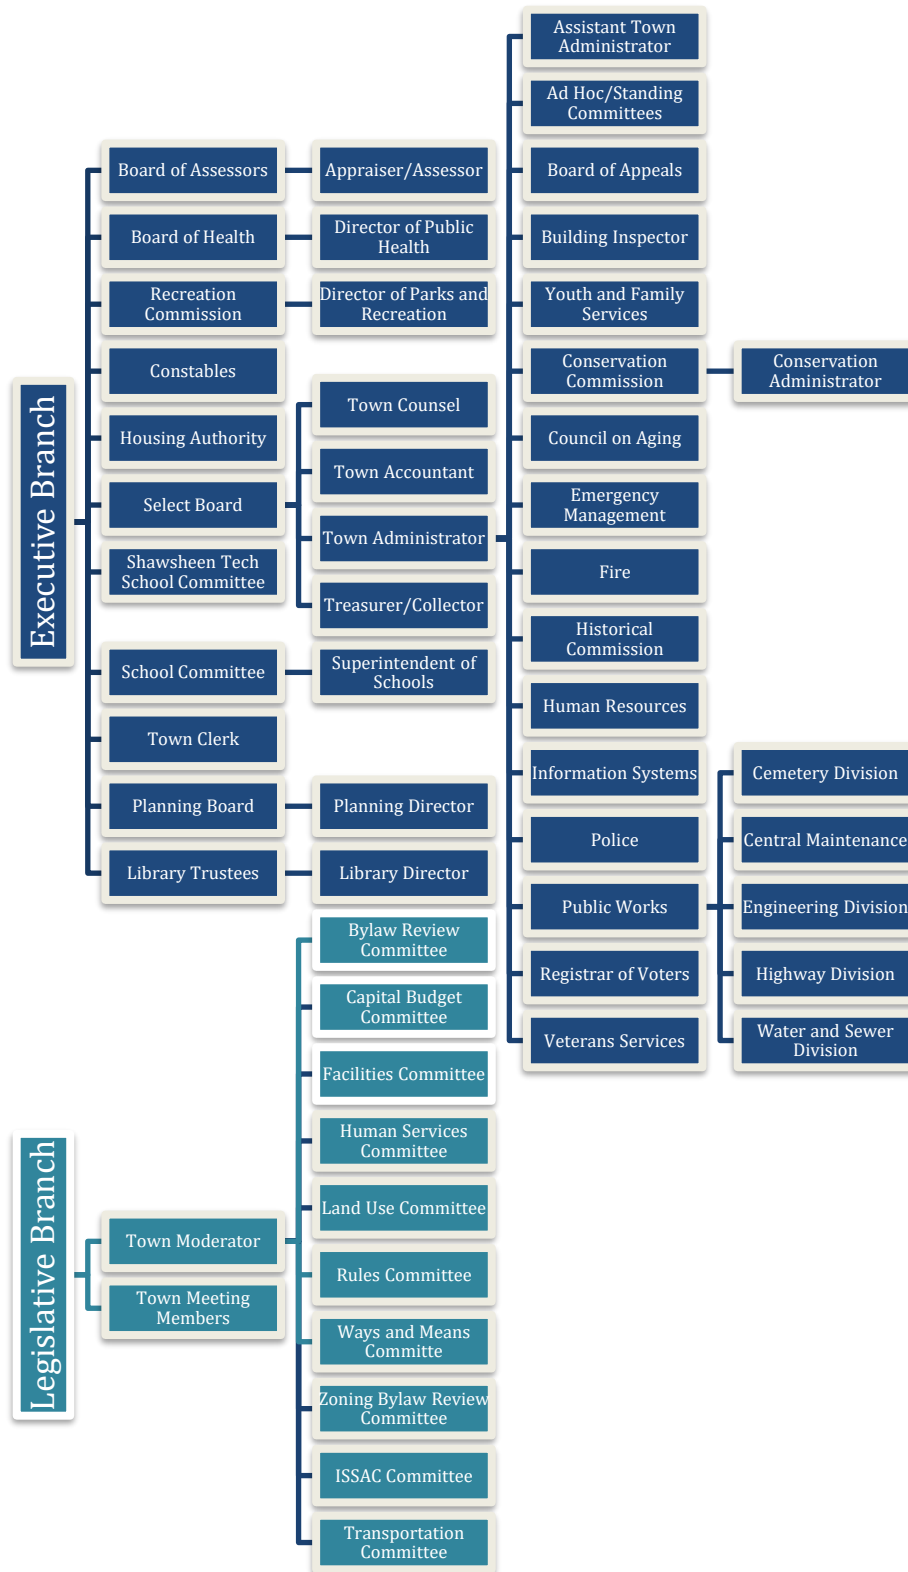 Executive Branch
Board of Assessors
Appraiser/Assessor
Board of Health
Director of Public
Health
Recreation
Commission
Director of Parks and
Recreation
Constables
Housing Authority
Select Board
Town Counsel
Town Accountant
Town Administrator
Treasurer/Collector
Assistant Town
Administrator
Ad Hoc/Standing
Committees
Board of Appeals
Building Inspector
Youth and Family
Services
Conservation
Commission
Conservation
Administrator
Council on Aging
Emergency
Management
Fire
Historical
Commission
Human Resources
Information Systems
Police
Public Works
Cemetery Division
Central Maintenance
Engineering Division
Highway Division
Water and Sewer
Division
Registrar of Voters
Veterans Services
Shawsheen Tech
School Committee
School Committee
Superintendent of
Schools
Town Clerk
Planning Board
Planning Director
Library Trustees
Library Director
Legislative Branch
Town Moderator
Bylaw Review
Committee
Capital Budget
Committee
Facilities Committee
Human Services
Committee
Land Use Committee
Rules Committee
Ways and Means
Committe
Zoning Bylaw Review
Committee
ISSAC Committee
Transportation
Committee
Town Meeting
Members